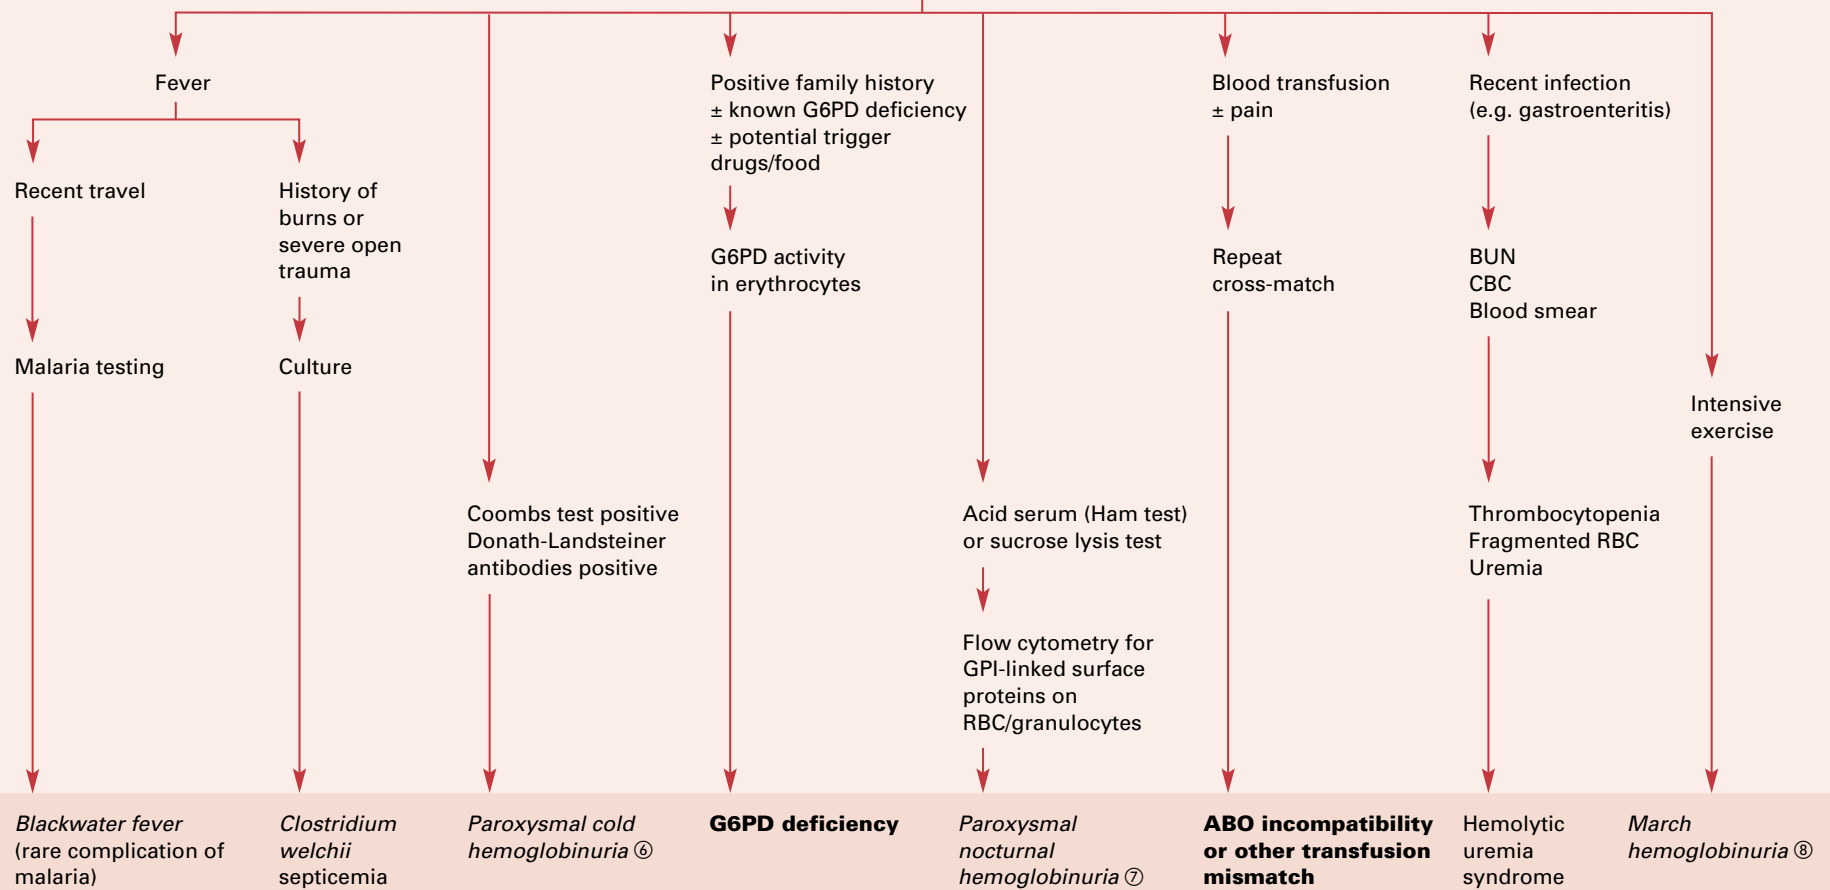 Fever
Positive family history
± known G6PD deficiency
± potential trigger
drugs/food
Blood transfusion
± pain
Recent infection
(e.g. gastroenteritis)
Recent travel
History of
burns or
severe open
trauma
G6PD activity
in erythrocytes
Repeat
cross-match
BUN
CBC
Blood smear
Malaria testing
Culture
Intensive
exercise
Coombs test positive
Donath-Landsteiner
antibodies positive
Acid serum (Ham test)
or sucrose lysis test
Thrombocytopenia
Fragmented RBC
Uremia
Flow cytometry for
GPI-linked surface
proteins on
RBC/granulocytes
Blackwater fever
(rare complication of
malaria)
Clostridium
welchii
septicemia
Paroxysmal cold
hemoglobinuria ⑥
G6PD deficiency
Paroxysmal
nocturnal
hemoglobinuria ⑦
ABO incompatibility
or other transfusion
mismatch
Hemolytic
uremia
syndrome
March
hemoglobinuria ⑧